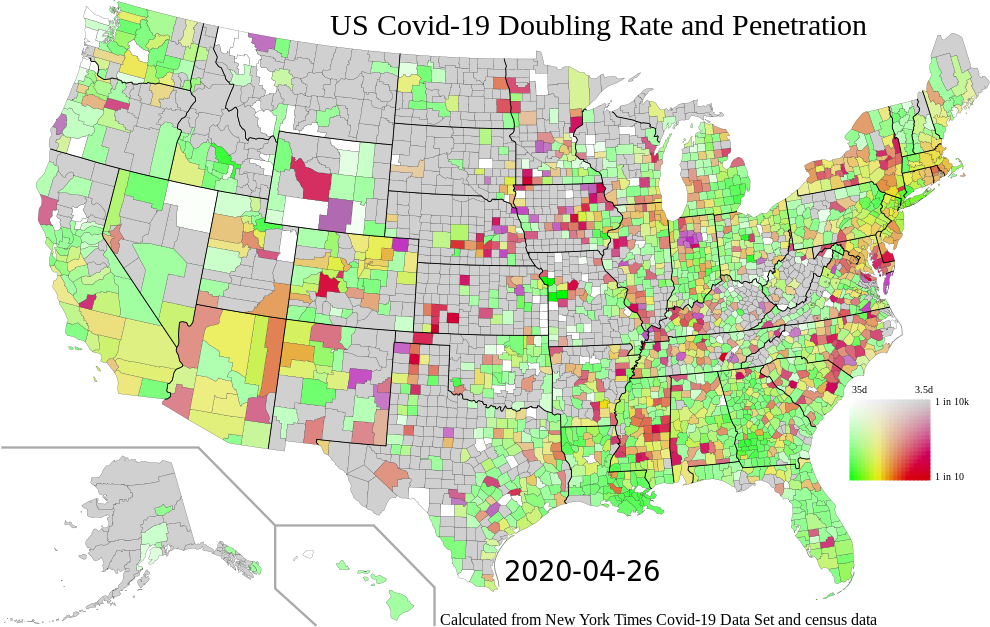 US Covid-19 Doubling Rate and Penetration
35d 3.5d
1 in 10k
1 in 10
2020-04-26
Calculated from New York Times Covid-19 Data Set and census data